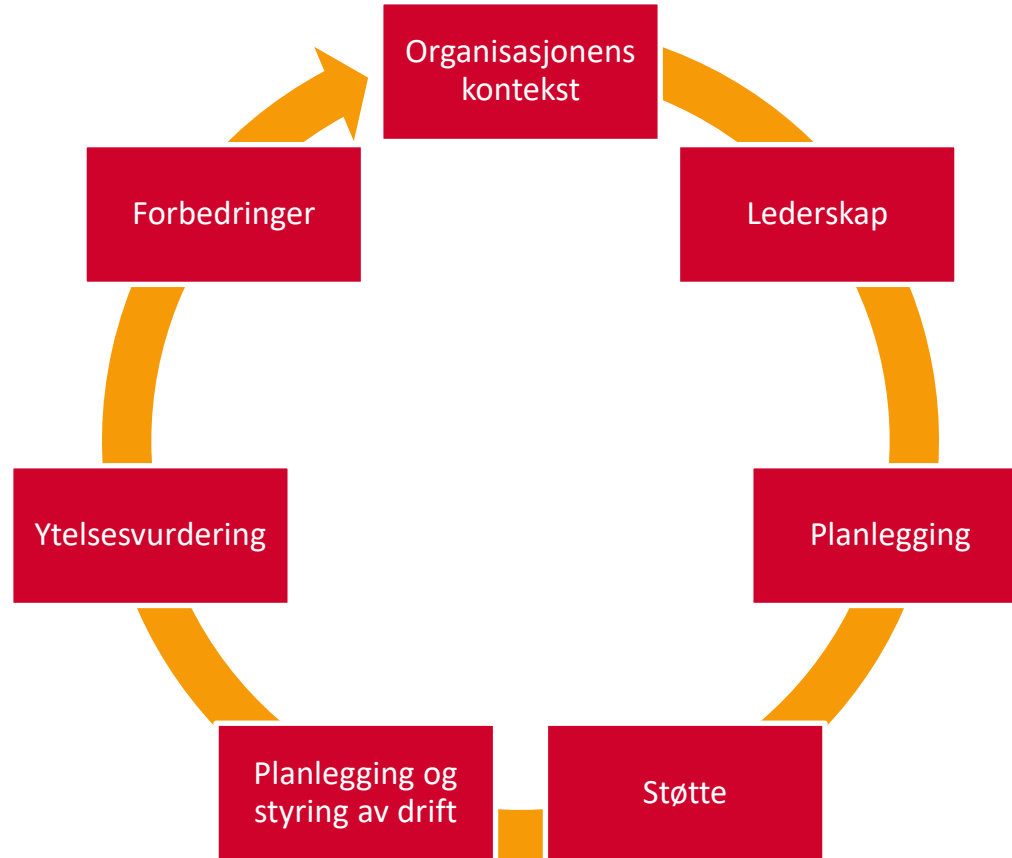 Organisasjonens
kontekst
Lederskap
Planlegging
Støtte
Planlegging og
styring av drift
Ytelsesvurdering
Forbedringer